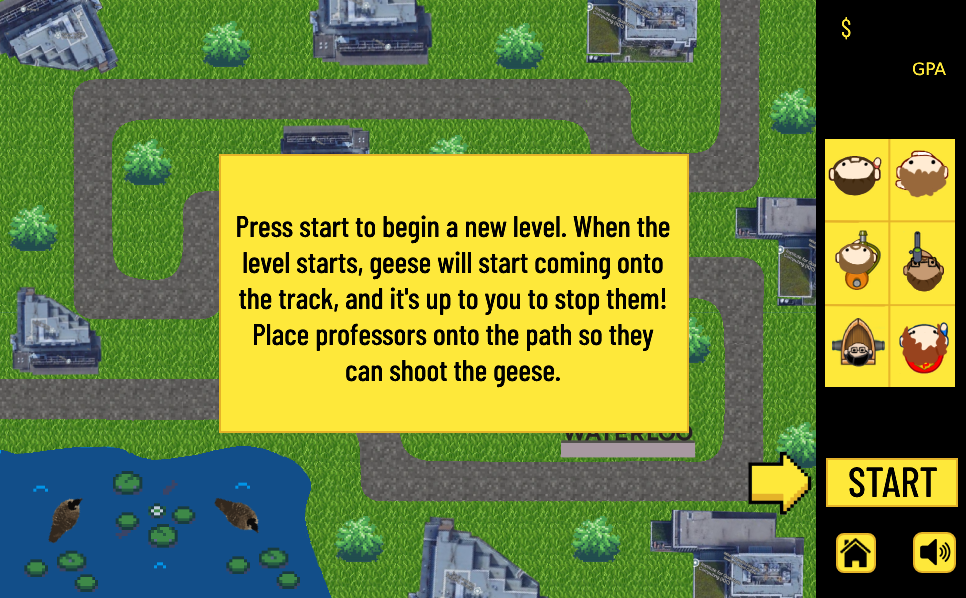 $
GPA
Press start to begin a new level. When the
level starts, geese will start coming onto
the track, and it's up to you to stop them!
Place professors onto the path so they
can shoot the geese.
WATERLOO
START